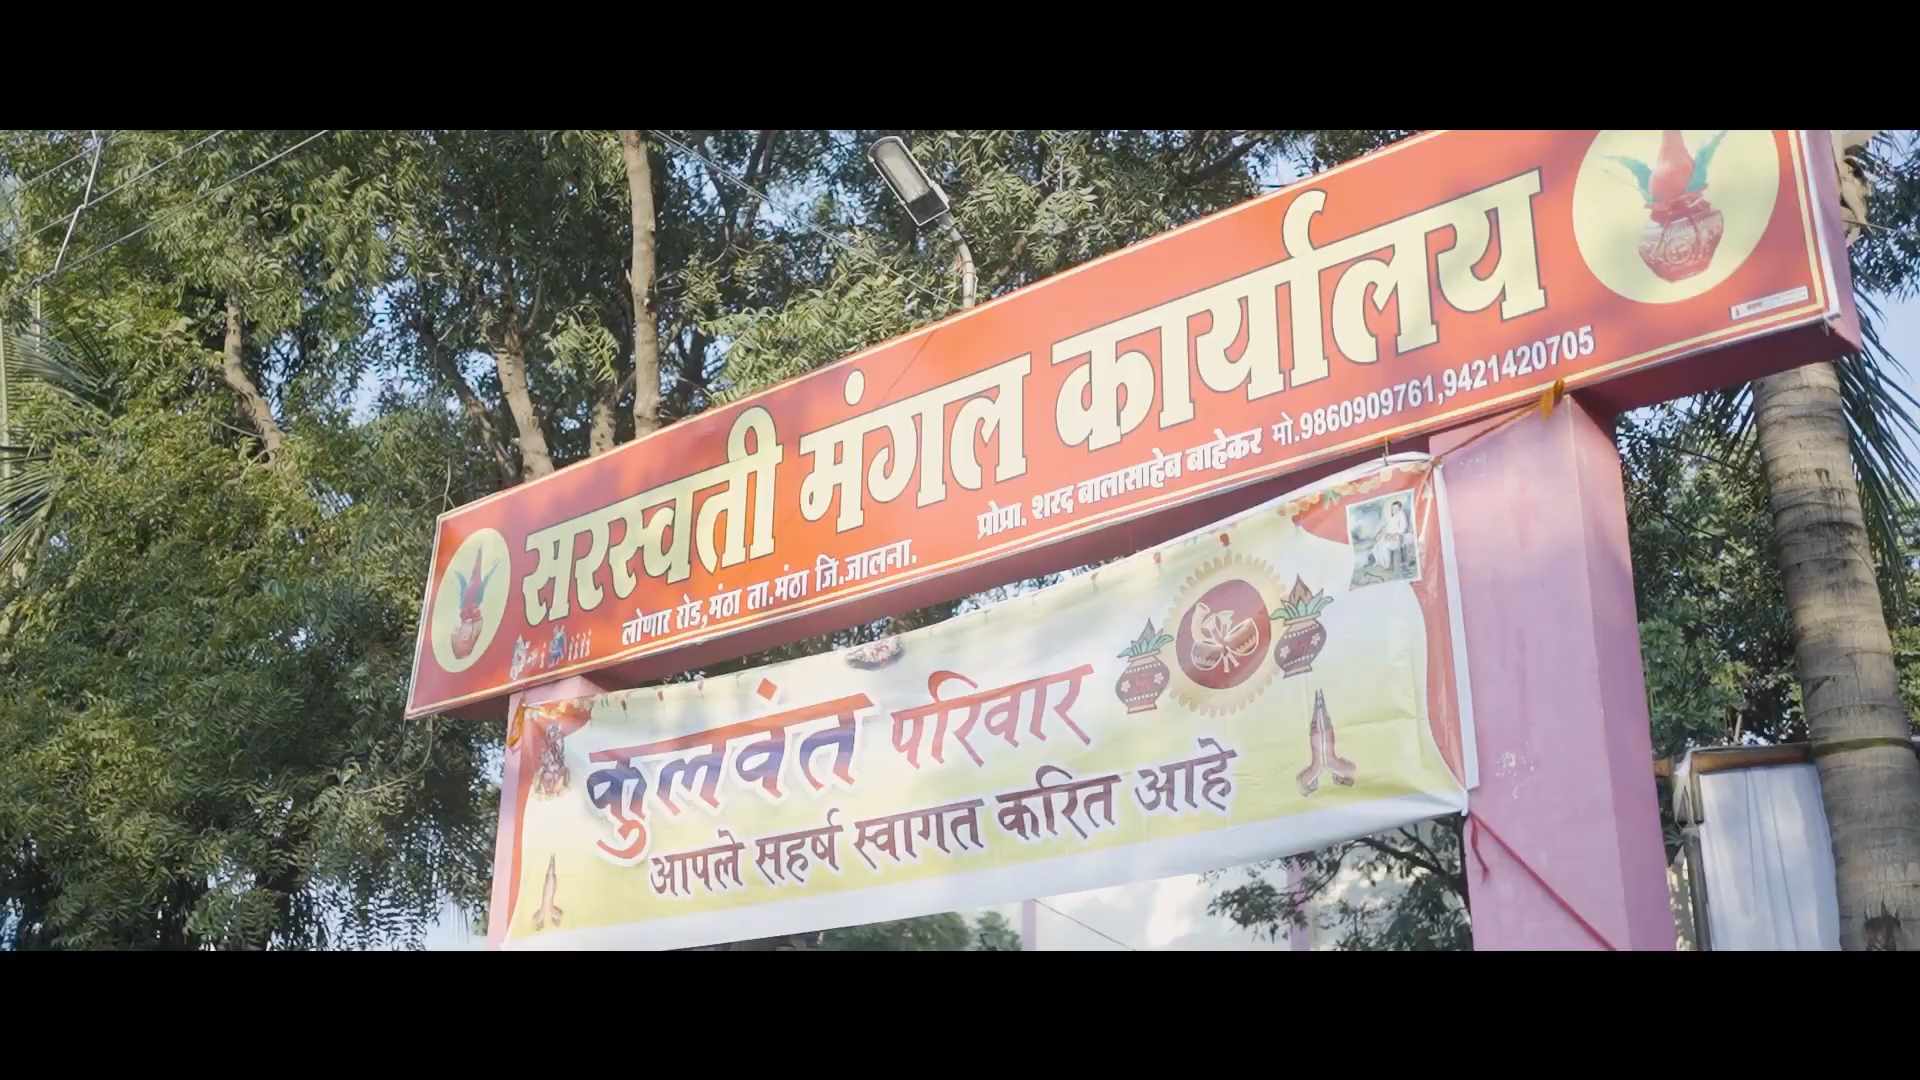 सरस्वती मंगल कार्यालय
लोणार रोड, मंठा ता.मंठा जि.जालना.
प्रोप्रा. शरद बालासाहेब बाहेकर मो.9860909761,9421420705
कुलवंत परिवार
आपले सहर्ष स्वागत करित आहे